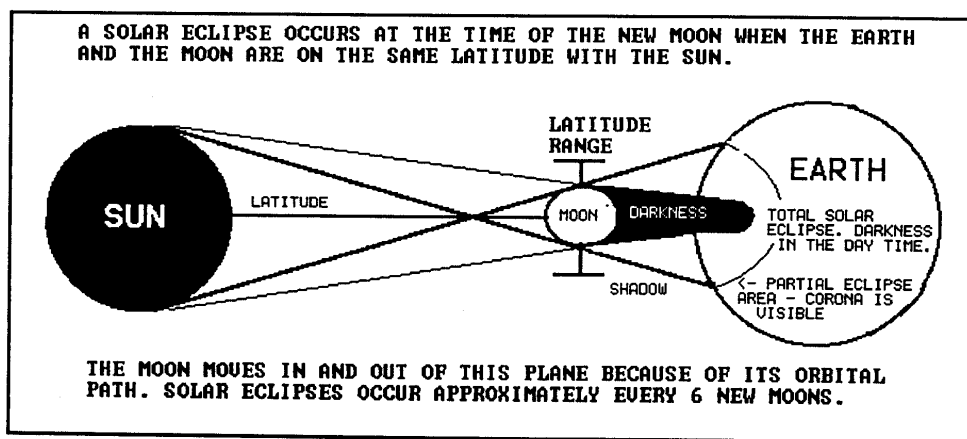 A SOLAR ECLIPSE OCCURS AT THE TIME OF THE NEW MOON WHEN THE EARTH
AND THE MOON ARE ON THE SAME LATITUDE WITH THE SUN.
LATITUDE
RANGE
EARTH
SUN
LATITUDE
MOON
DARKNESS
TOTAL SOLAR
ECLIPSE. DARKNESS
IN THE DAY TIME.
SHADOW
<- PARTIAL ECLIPSE
AREA - CORONA IS
VISIBLE
THE MOON MOVES IN AND OUT OF THIS PLANE BECAUSE OF ITS ORBITAL
PATH. SOLAR ECLIPSES OCCUR APPROXIMATELY EVERY 6 NEW MOONS.